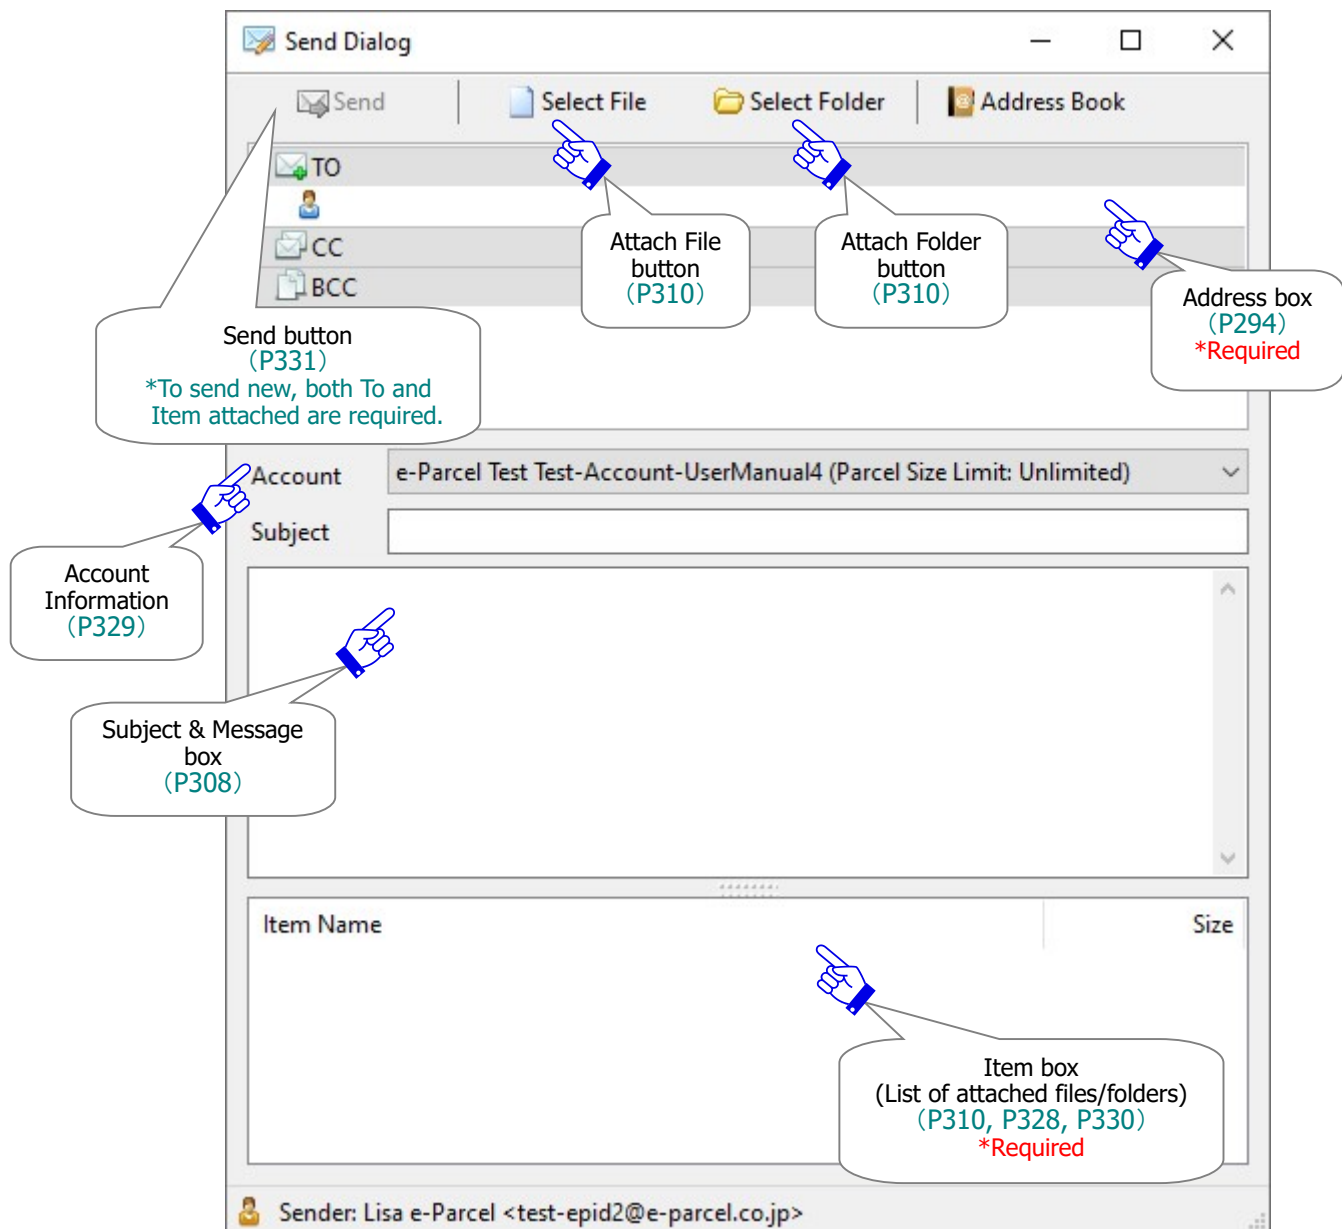 Send Dialog
Send
Select File
Select Folder
Address Book
TO
CC
BCC
Attach File
button
（P310）
Attach Folder
button
（P310）
Address box
（P294）
*Required
Send button
（P331）
*To send new, both To and
Item attached are required.
Account
e-Parcel Test Test-Account-UserManual4 (Parcel Size Limit: Unlimited)
Subject
Account
Information
（P329）
Subject & Message
box
（P308）
Item Name
Size
Item box
(List of attached files/folders)
（P310, P328, P330）
*Required
Sender: Lisa e-Parcel <test-epid2@e-parcel.co.jp>